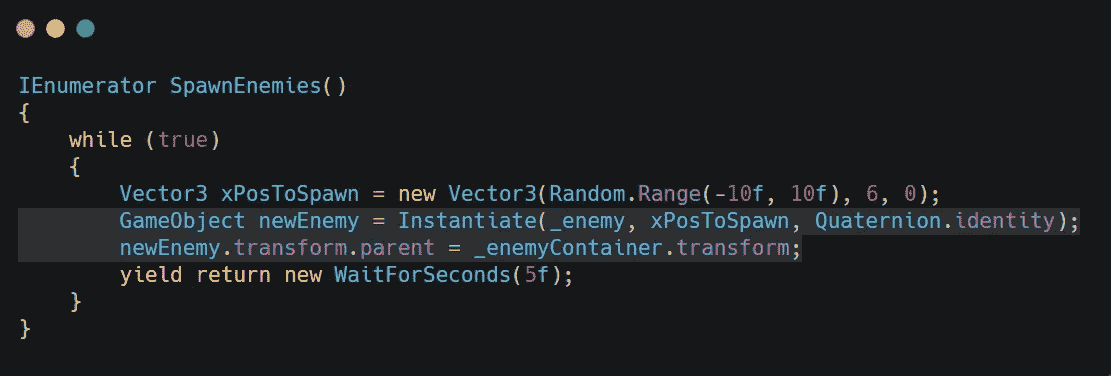 IEnumerator SpawnEnemies()
{
    while (true)
    {
        Vector3 xPosToSpawn = new Vector3(Random.Range(-10f, 10f), 6, 0);
        GameObject newEnemy = Instantiate(_enemy, xPosToSpawn, Quaternion.identity);
        newEnemy.transform.parent = _enemyContainer.transform;
        yield return new WaitForSeconds(5f);
    }
}